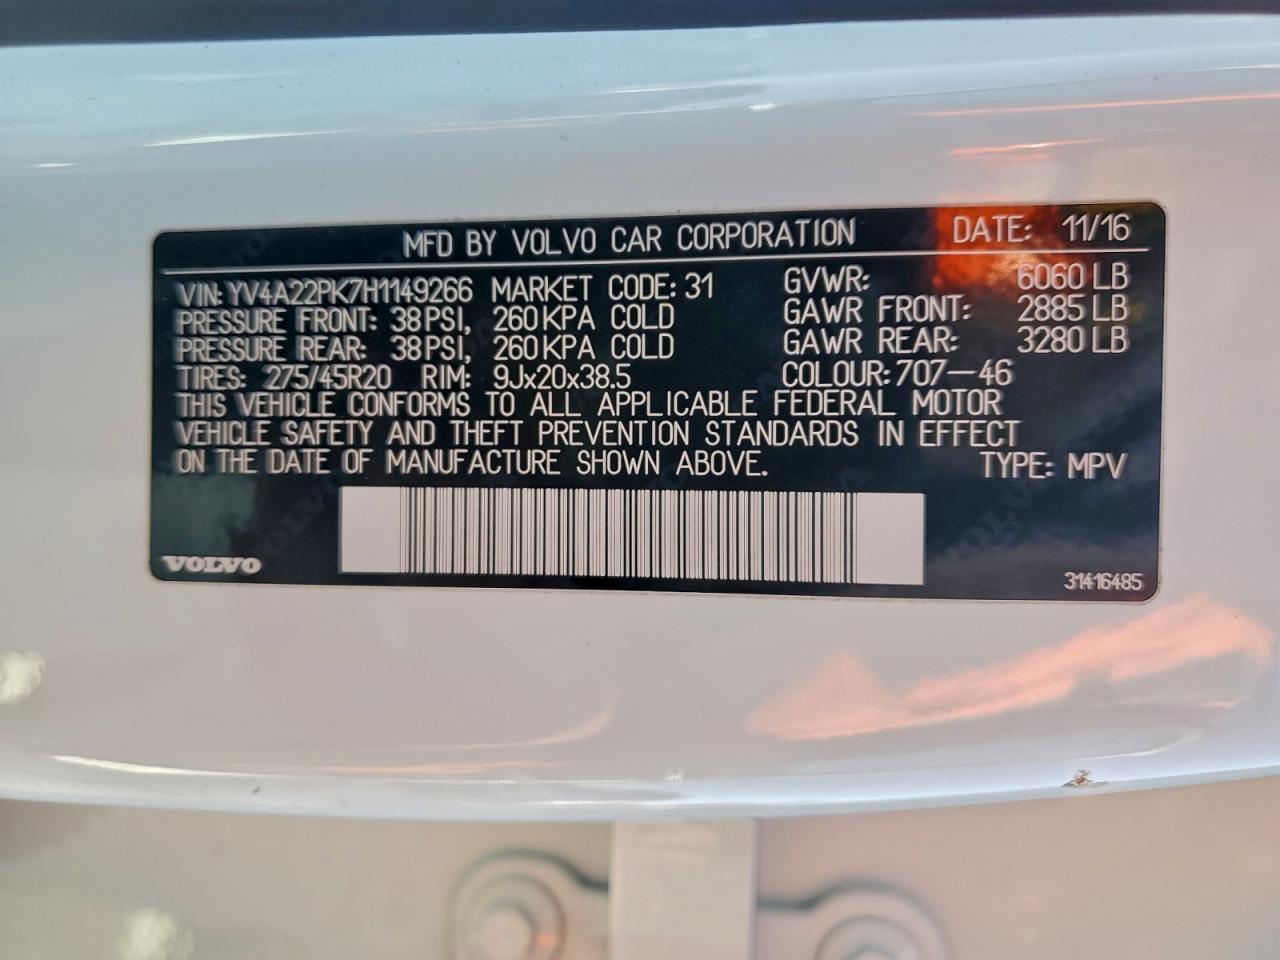 MFD BY VOLVO CAR CORPORATION DATE: 11/16
VIN: YV4A22PK7H1149266 MARKET CODE: 31 GVWR: 6060 LB
PRESSURE FRONT: 38 PSI, 260 KPA COLD GAWR FRONT: 2885 LB
PRESSURE REAR: 38 PSI, 260 KPA COLD GAWR REAR: 3280 LB
TIRES: 275/45R20 RIM: 9Jx20x38.5 COLOUR: 707-46
THIS VEHICLE CONFORMS TO ALL APPLICABLE FEDERAL MOTOR
VEHICLE SAFETY AND THEFT PREVENTION STANDARDS IN EFFECT
ON THE DATE OF MANUFACTURE SHOWN ABOVE. TYPE: MPV
VOLVO 31416485